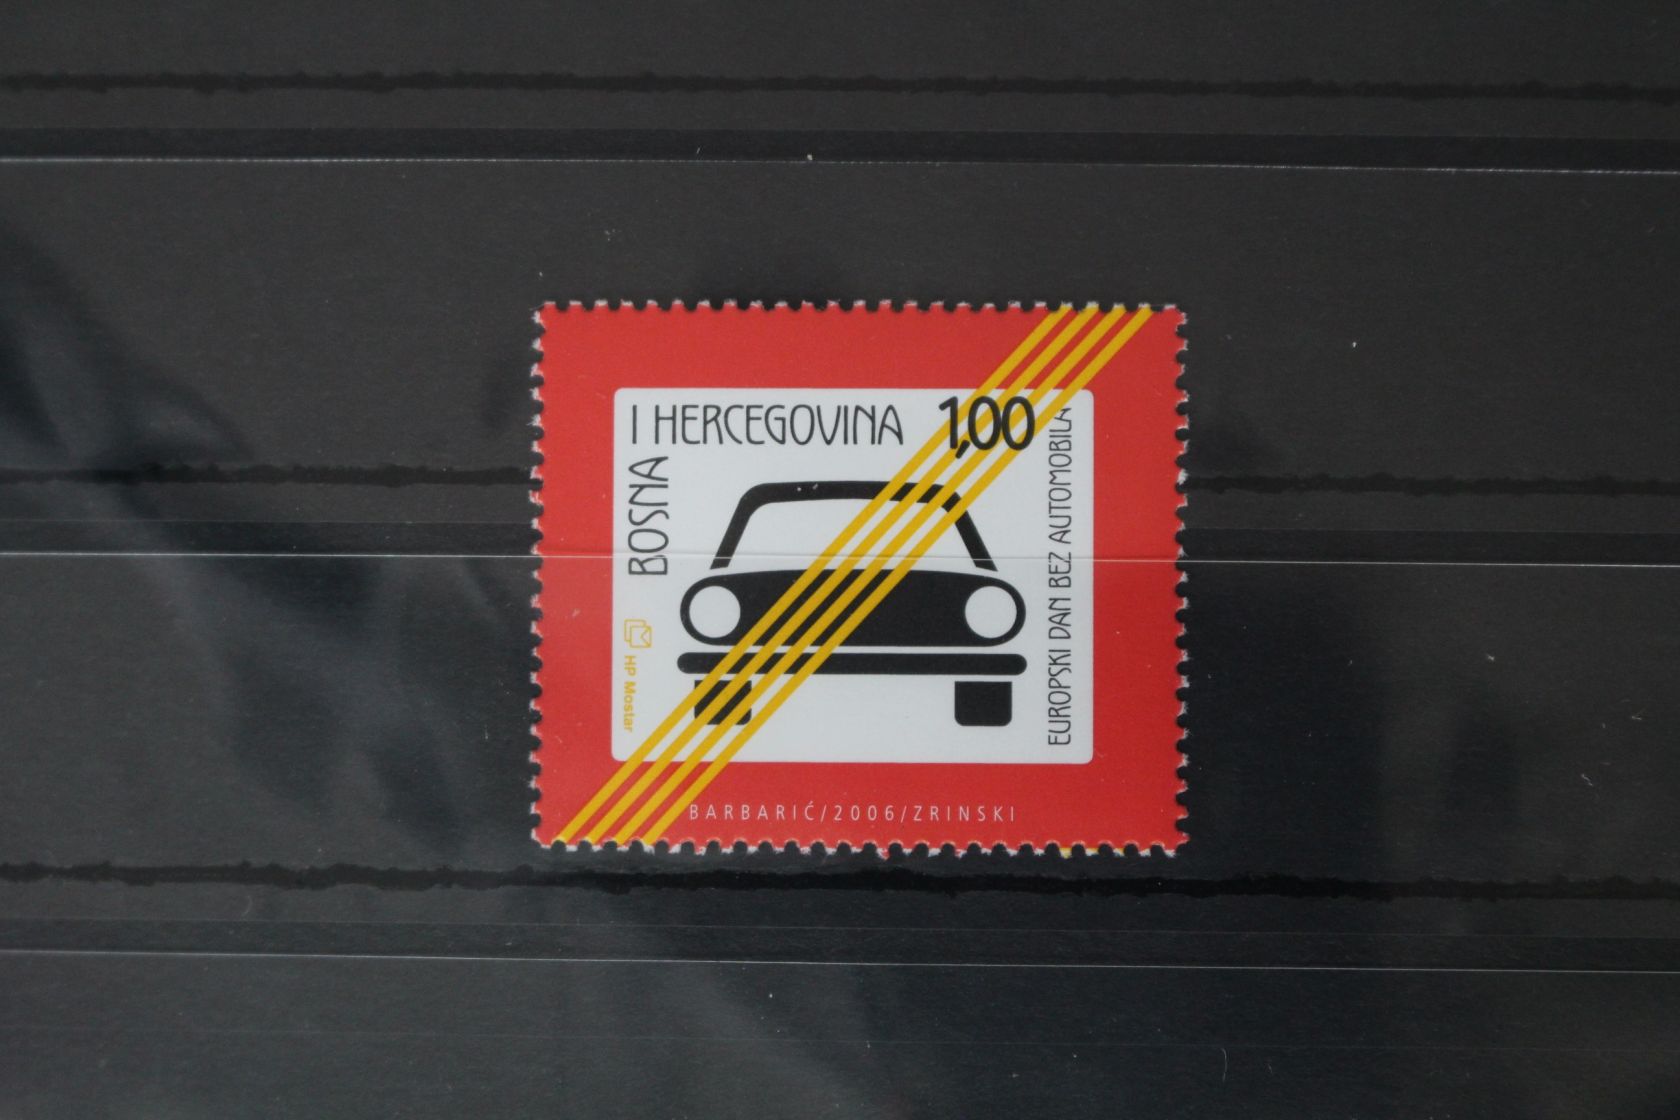 BOSNA
I HERCEGOVINA
1,00
EUROPSKI DAN BEZ AUTOMOBILA
HP Mostar
BARBARIĆ/2006/ZRINSKI